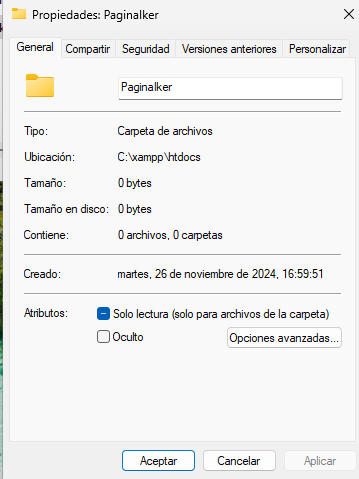 Propiedades: Paginalker
General Compartir Seguridad Versiones anteriores Personalizar
Paginalker
Tipo: Carpeta de archivos
Ubicación: C:\xampp\htdocs
Tamaño: 0 bytes
Tamaño en disco: 0 bytes
Contiene: 0 archivos, 0 carpetas
Creado: martes, 26 de noviembre de 2024, 16:59:51
Atributos: Solo lectura (solo para archivos de la carpeta)
Oculto Opciones avanzadas...
Aceptar Cancelar Aplicar